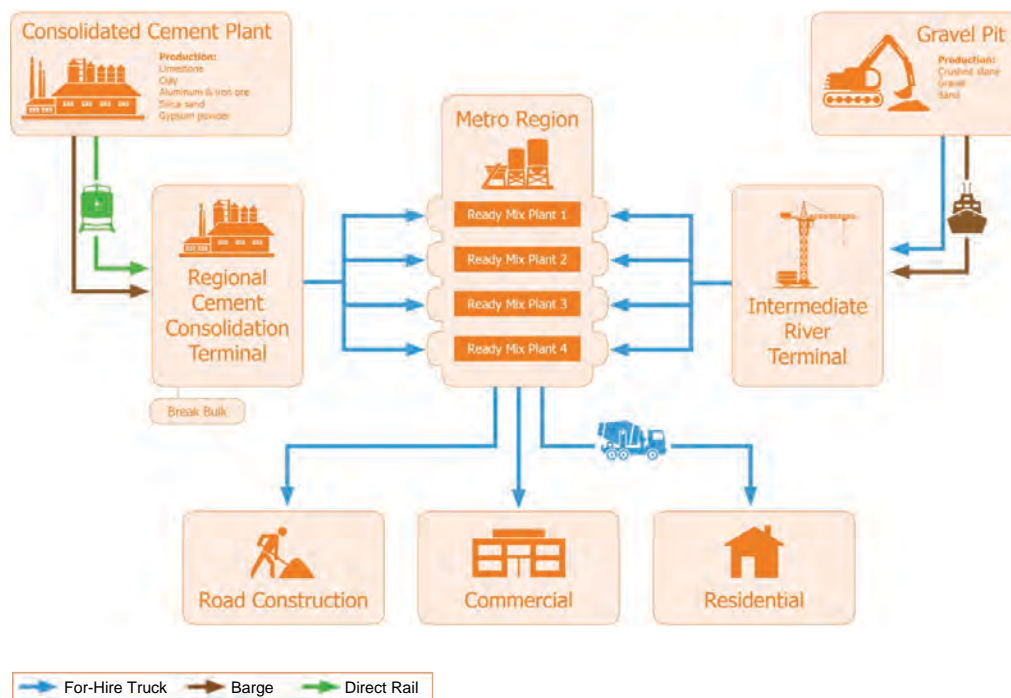 Consolidated Cement Plant
Production:
Limestone
Clay
Aluminum & iron ore
Silica sand
Gypsum powder
Gravel Pit
Production:
Crushed stone
Gravel
Sand
Metro Region
Ready Mix Plant 1
Ready Mix Plant 2
Ready Mix Plant 3
Ready Mix Plant 4
Regional
Cement
Consolidation
Terminal
Break Bulk
Intermediate
River
Terminal
Road Construction
Commercial
Residential
For-Hire Truck
Barge
Direct Rail